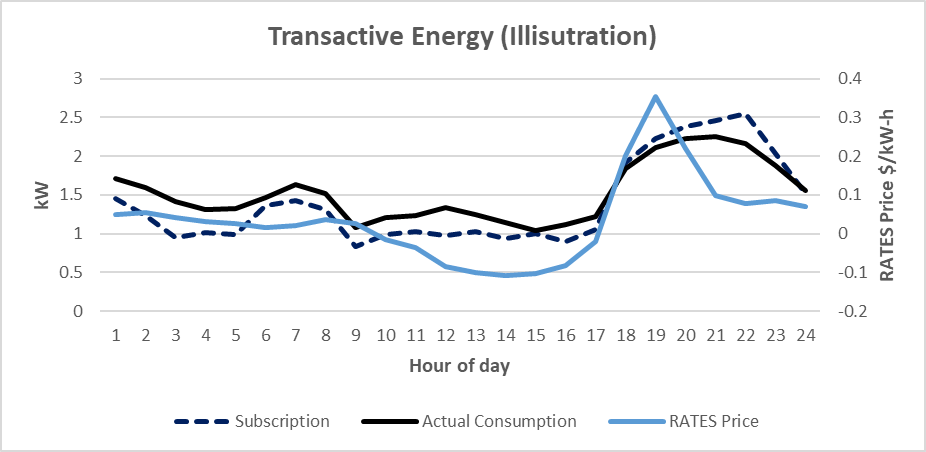 Transactive Energy (Illisutration)
3 0.4
2.5 0.3
2 0.2
1.5 0.1
1 0
0.5 -0.1
0 -0.2
kW
RATES Price $/kW-h
1 2 3 4 5 6 7 8 9 10 11 12 13 14 15 16 17 18 19 20 21 22 23 24
Hour of day
Subscription Actual Consumption RATES Price